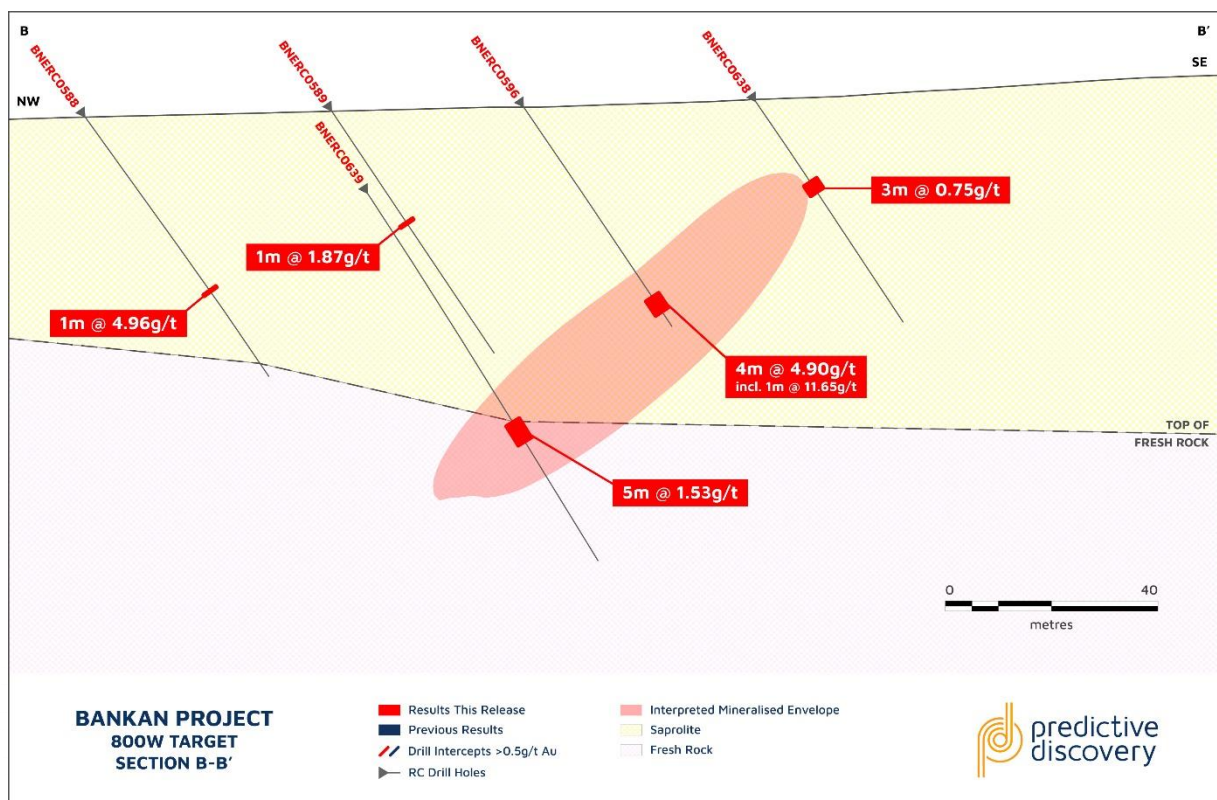 B
B'
NW
SE
BNERC0588
BNERC0589
BNERC0639
BNERC0596
BNERC0638
3m @ 0.75g/t
1m @ 1.87g/t
1m @ 4.96g/t
4m @ 4.90g/t
incl. 1m @ 11.65g/t
TOP OF
FRESH ROCK
5m @ 1.53g/t
0 40
metres
BANKAN PROJECT
800W TARGET
SECTION B-B'
Results This Release
Previous Results
Drill Intercepts >0.5g/t Au
RC Drill Holes
Interpreted Mineralised Envelope
Saprolite
Fresh Rock
predictive
discovery